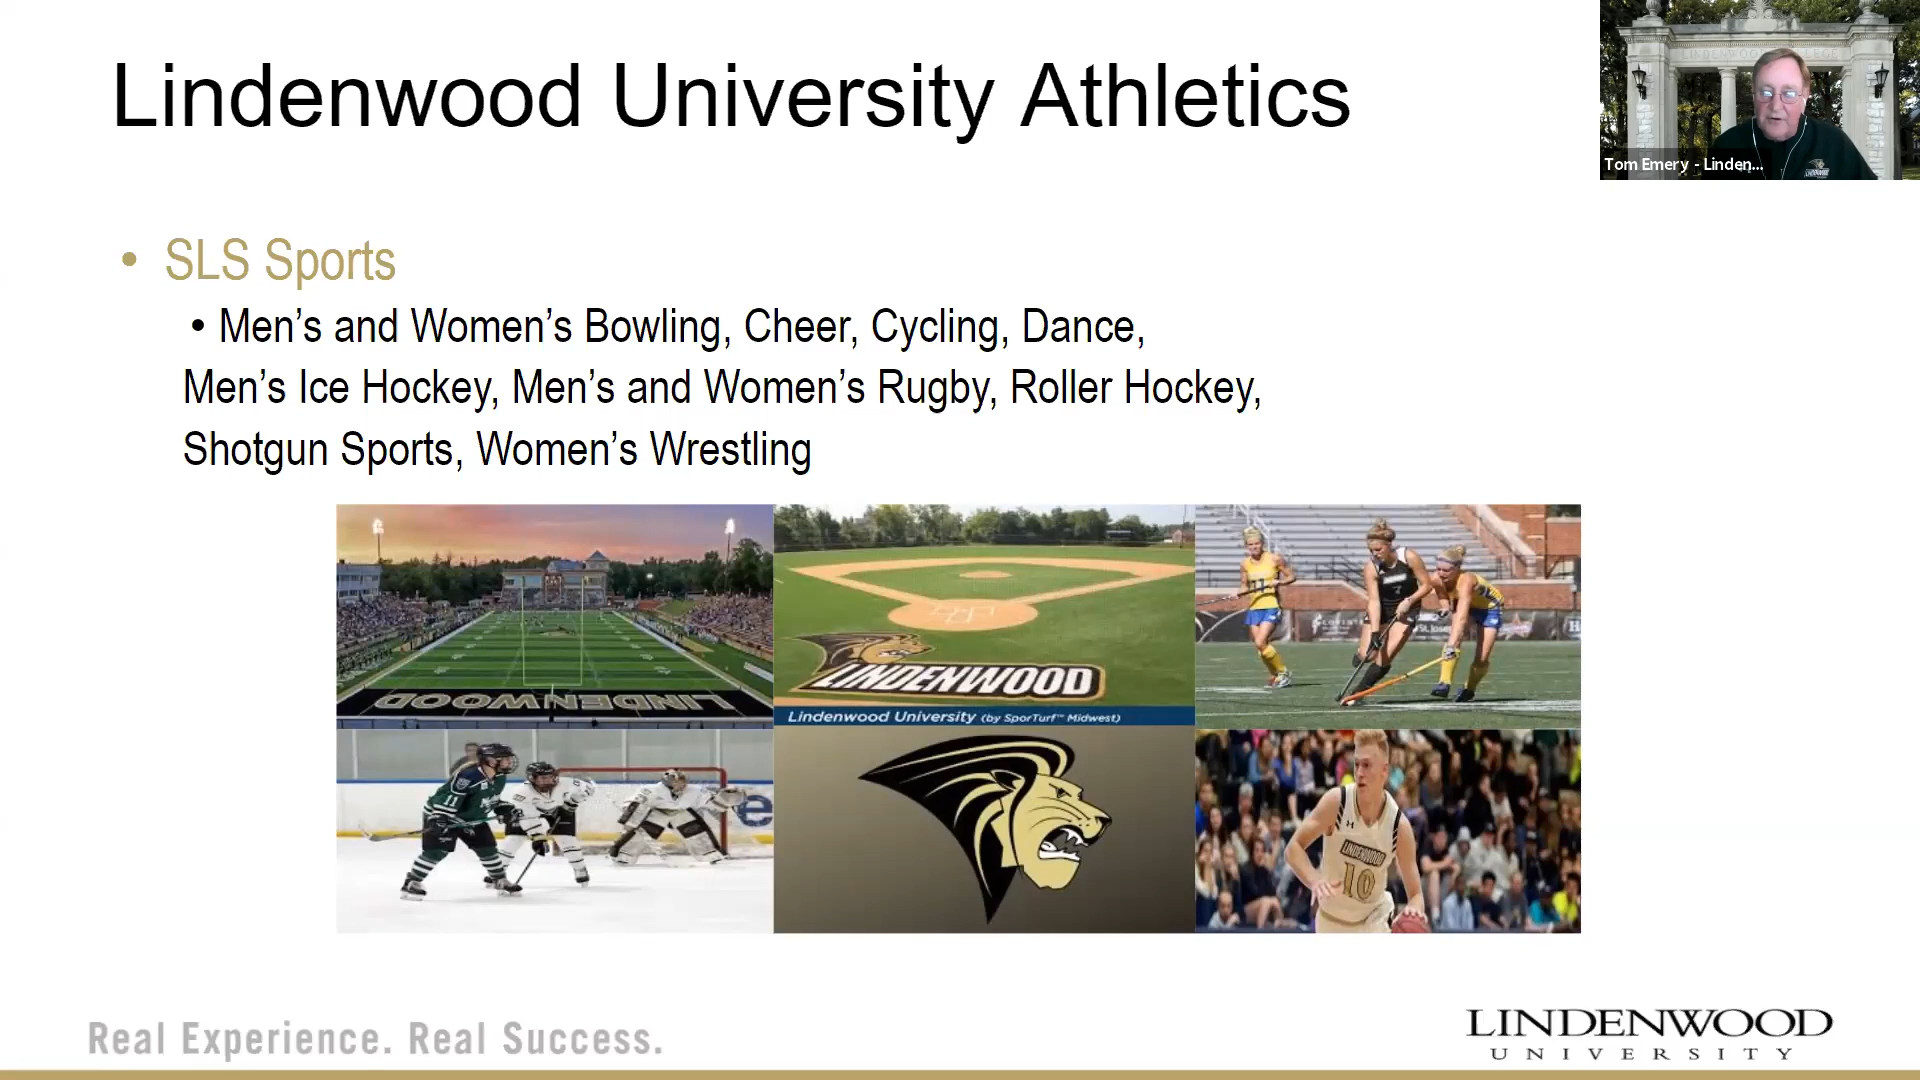 Lindenwood University Athletics
Tom Emery - Linden...
• SLS Sports
• Men’s and Women’s Bowling, Cheer, Cycling, Dance,
Men’s Ice Hockey, Men’s and Women’s Rugby, Roller Hockey,
Shotgun Sports, Women’s Wrestling
LINDENWOOD
LINDENWOOD
Lindenwood University (by SporTurf™ Midwest)
11
LINDENWOOD
10
Real Experience. Real Success.
LINDENWOOD
UNIVERSITY